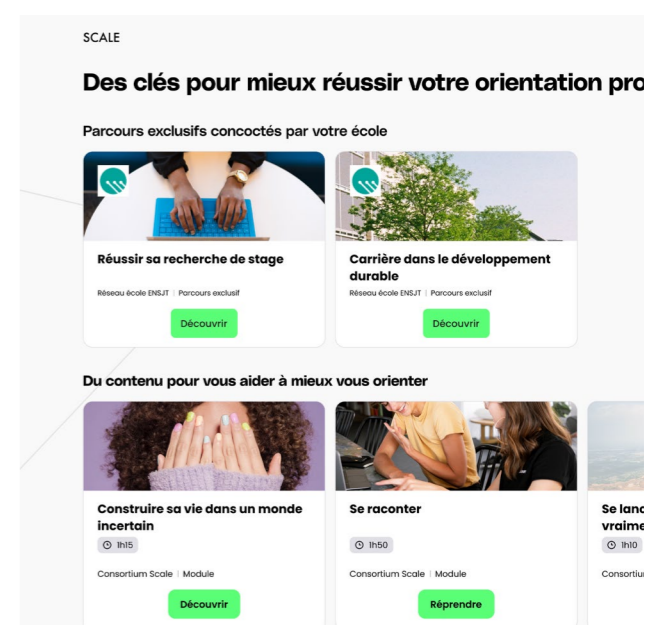 SCALE
Des clés pour mieux réussir votre orientation pro
Parcours exclusifs concoctés par votre école
Réussir sa recherche de stage
Réseau école ENSJT | Parcours exclusif
Découvrir
Carrière dans le développement
durable
Réseau école ENSJT | Parcours exclusif
Découvrir
Du contenu pour vous aider à mieux vous orienter
Construire sa vie dans un monde
incertain
1h15
Consortium Scale | Module
Découvrir
Se raconter
1h50
Consortium Scale | Module
Réprendre
Se lanc
vraime
1h10
Consortiu